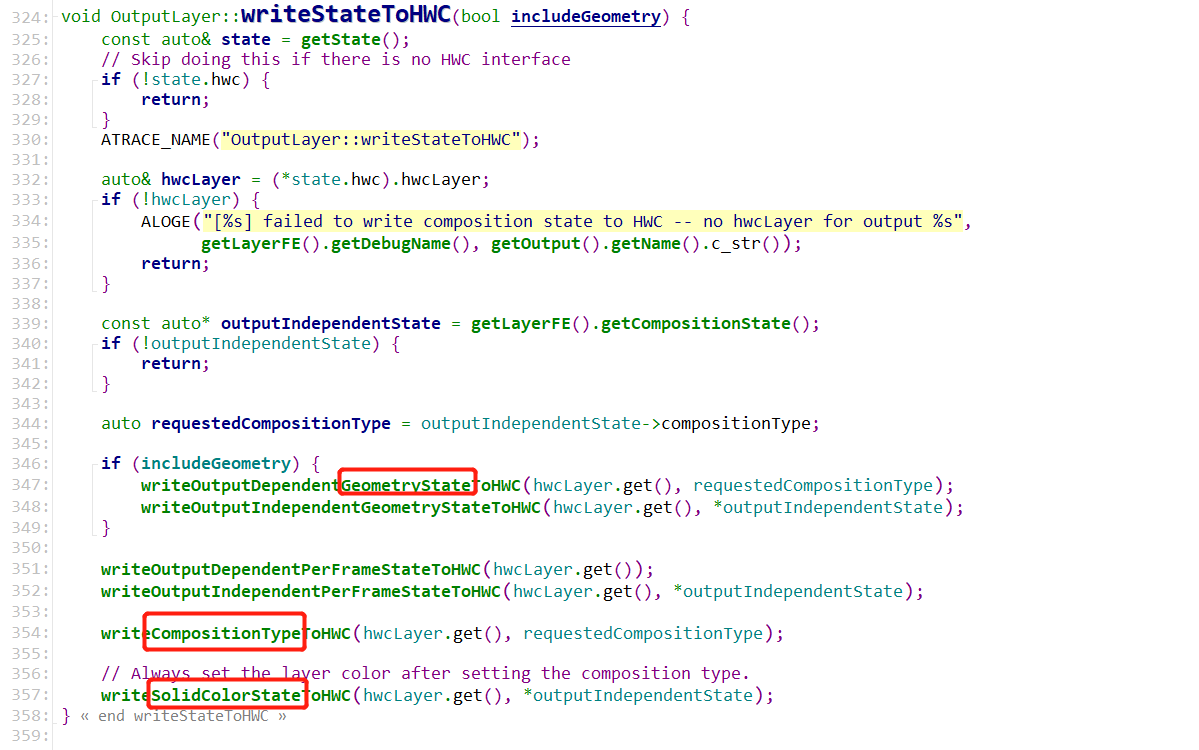 324: void OutputLayer::writeStateToHWC(bool includeGeometry) {
325:     const auto& state = getState();
326:     // Skip doing this if there is no HWC interface
327:     if (!state.hwc) {
328:         return;
329:     }
330:     ATRACE_NAME("OutputLayer::writeStateToHWC");
331:
332:     auto& hwcLayer = (*state.hwc).hwcLayer;
333:     if (!hwcLayer) {
334:         ALOGE("[%s] failed to write composition state to HWC -- no hwcLayer for output %s",
335:               getLayerFE().getDebugName(), getOutput().getName().c_str());
336:         return;
337:     }
338:
339:     const auto* outputIndependentState = getLayerFE().getCompositionState();
340:     if (!outputIndependentState) {
341:         return;
342:     }
343:
344:     auto requestedCompositionType = outputIndependentState->compositionType;
345:
346:     if (includeGeometry) {
347:         writeOutputDependentGeometryStateToHWC(hwcLayer.get(), requestedCompositionType);
348:         writeOutputIndependentGeometryStateToHWC(hwcLayer.get(), *outputIndependentState);
349:     }
350:
351:     writeOutputDependentPerFrameStateToHWC(hwcLayer.get());
352:     writeOutputIndependentPerFrameStateToHWC(hwcLayer.get(), *outputIndependentState);
353:
354:     writeCompositionTypeToHWC(hwcLayer.get(), requestedCompositionType);
355:
356:     // Always set the layer color after setting the composition type.
357:     writeSolidColorStateToHWC(hwcLayer.get(), *outputIndependentState);
358: } « end writeStateToHWC »
359: